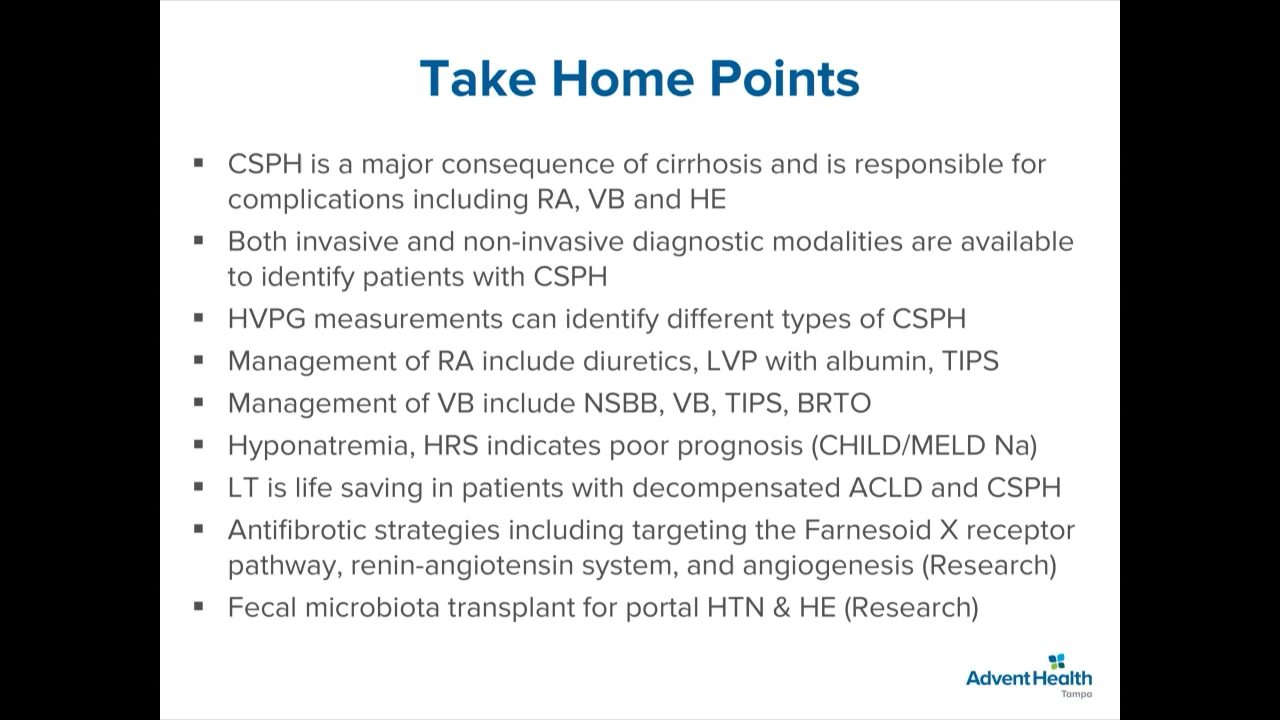 Take Home Points
▪ CSPH is a major consequence of cirrhosis and is responsible for
complications including RA, VB and HE
▪ Both invasive and non-invasive diagnostic modalities are available
to identify patients with CSPH
▪ HVPG measurements can identify different types of CSPH
▪ Management of RA include diuretics, LVP with albumin, TIPS
▪ Management of VB include NSBB, VB, TIPS, BRTO
▪ Hyponatremia, HRS indicates poor prognosis (CHILD/MELD Na)
▪ LT is life saving in patients with decompensated ACLD and CSPH
▪ Antifibrotic strategies including targeting the Farnesoid X receptor
pathway, renin-angiotensin system, and angiogenesis (Research)
▪ Fecal microbiota transplant for portal HTN & HE (Research)
Advent Health
Tampa